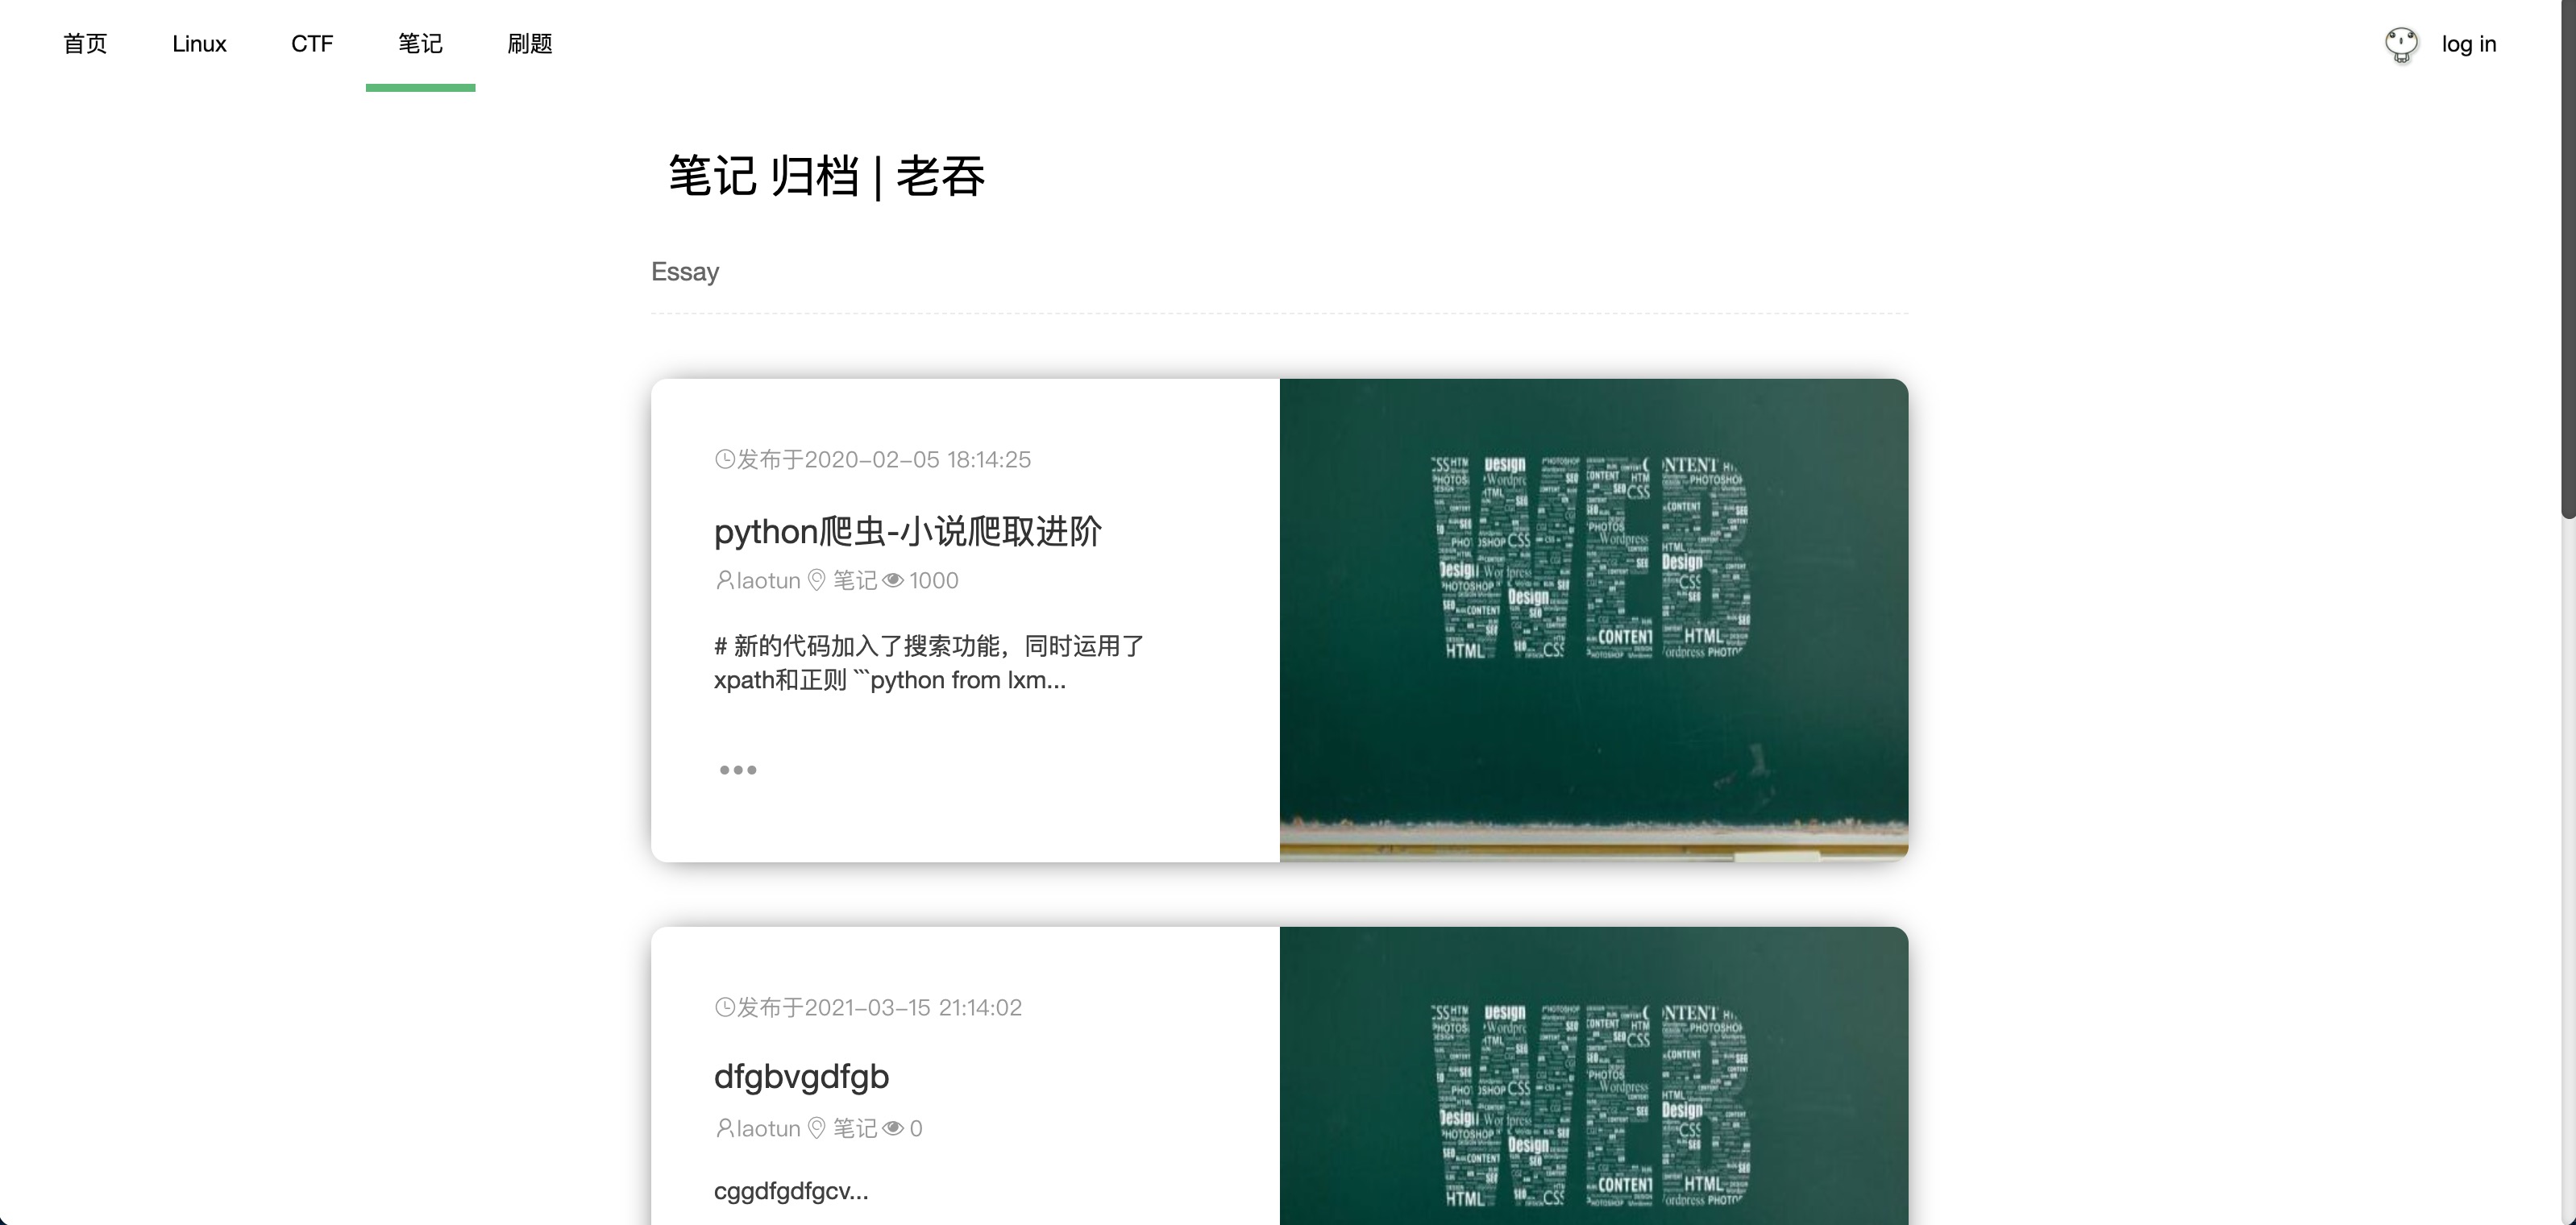 首页 Linux CTF 笔记 刷题 log in
笔记 归档 | 老吞
Essay
发布于2020-02-05 18:14:25
python爬虫-小说爬取进阶
laotun 笔记 1000
# 新的代码加入了搜索功能，同时运用了
xpath和正则 ```python from lxm...
WEB
发布于2021-03-15 21:14:02
dfgbvgdfgb
laotun 笔记 0
cggdfgdfgcv...
WEB